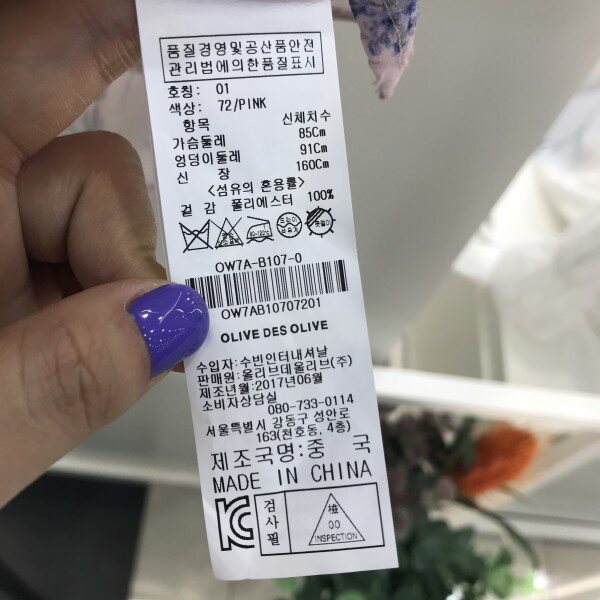 품질경영및공산품안전
관리법에의한품질표시
호칭: 01
색상: 72/PINK
항목 신체치수
가슴둘레 85Cm
엉덩이둘레 91Cm
신 장 160Cm
<섬유의 혼용률>
겉 감 폴리에스터 100%
OW7A-B107-0
OW7AB10707201
OLIVE DES OLIVE
수입자: 수빈인터내셔날
판매원: 올리브데올리브(주)
제조년월: 2017년06월
소비자상담실
080-733-0114
서울특별시 강동구 성안로
163(천호동, 4층)
제조국명: 중 국
MADE IN CHINA
KC 검사필 檢 00 INSPECTION